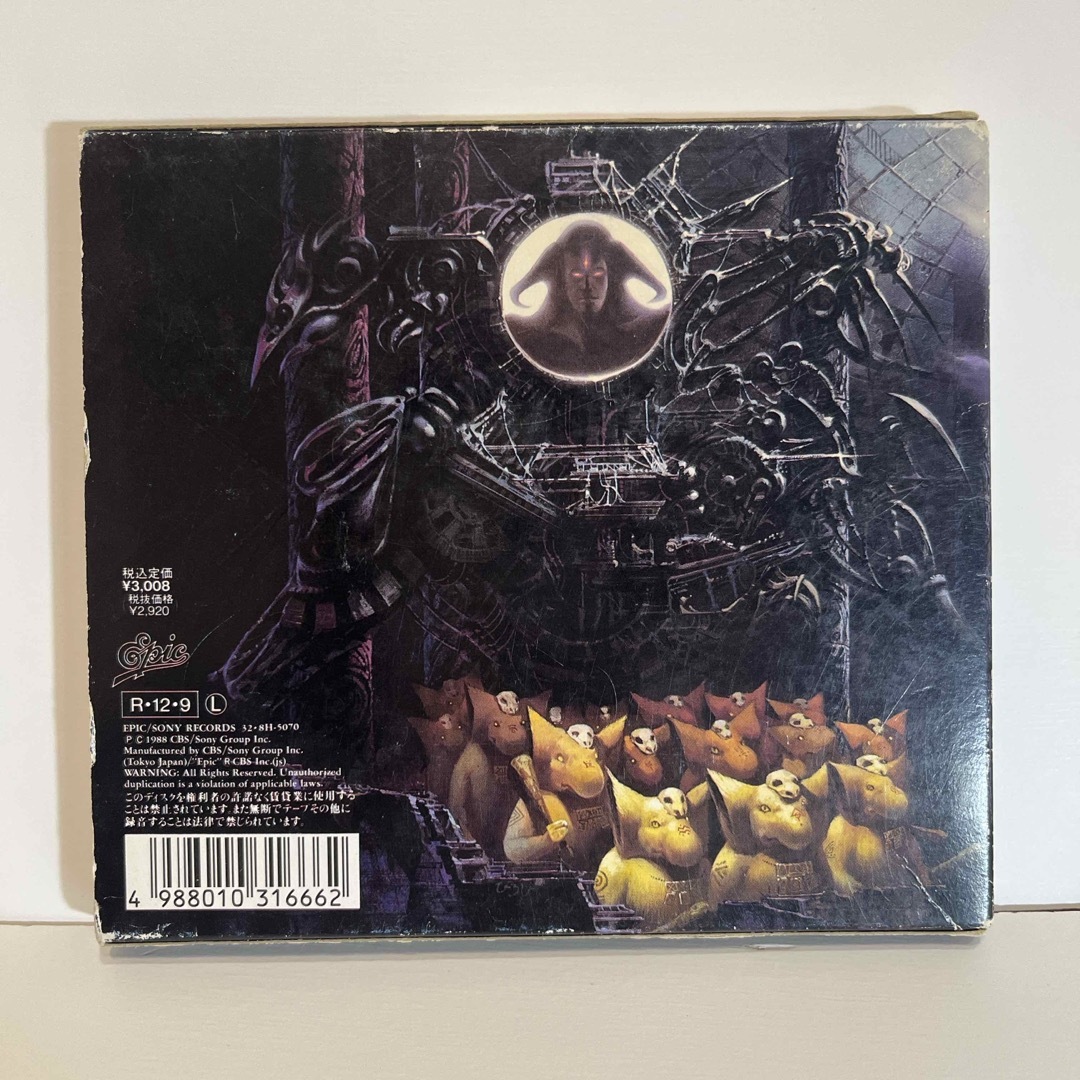 税込定価
¥3,008
税抜価格
¥2,920
Epic
R・12・9 L
EPIC/SONY RECORDS 32・8H-5070
Ⓟ Ⓒ 1988 CBS/Sony Group Inc.
Manufactured by CBS/Sony Group Inc.
(Tokyo Japan)/"Epic" ® CBS Inc.(js)
WARNING: All Rights Reserved. Unauthorized
duplication is a violation of applicable laws.
このディスクを権利者の許諾なく賃貸業に使用する
ことは禁止されています。また無断でテープその他に
録音することは法律で禁じられています。
4 988010 316662